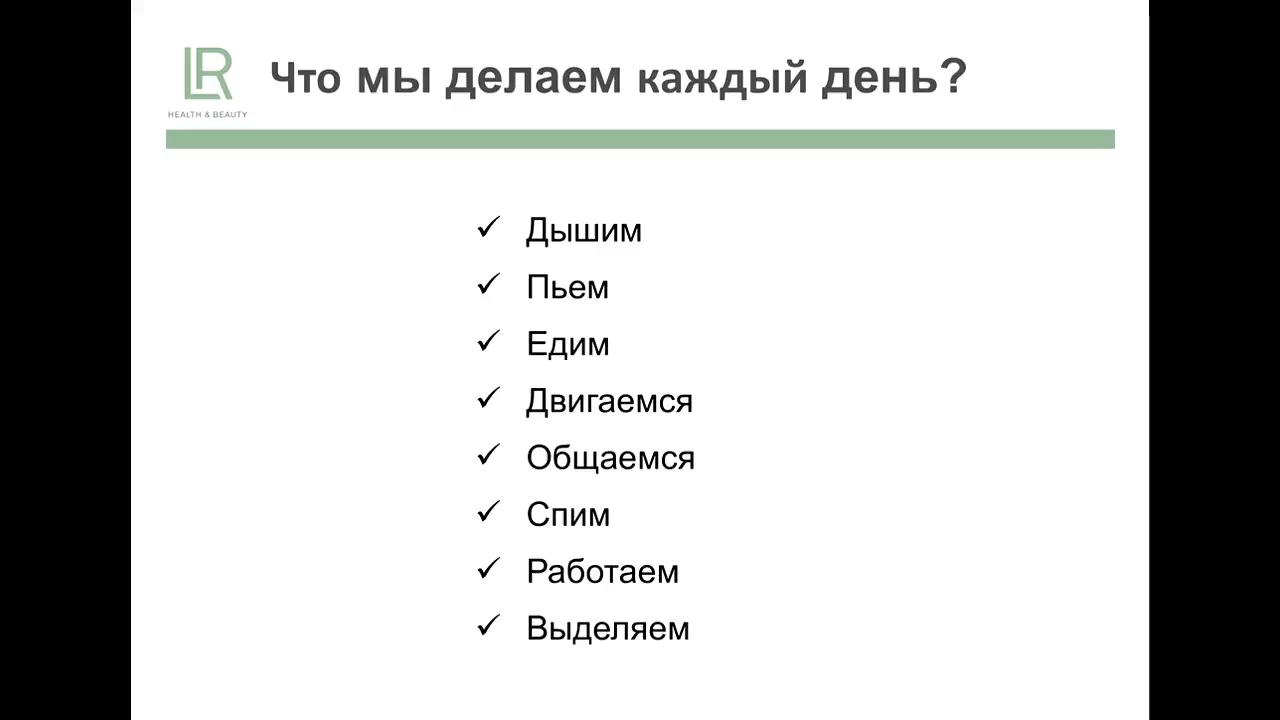 LR
HEALTH & BEAUTY
Что мы делаем каждый день?
✓ Дышим
✓ Пьем
✓ Едим
✓ Двигаемся
✓ Общаемся
✓ Спим
✓ Работаем
✓ Выделяем